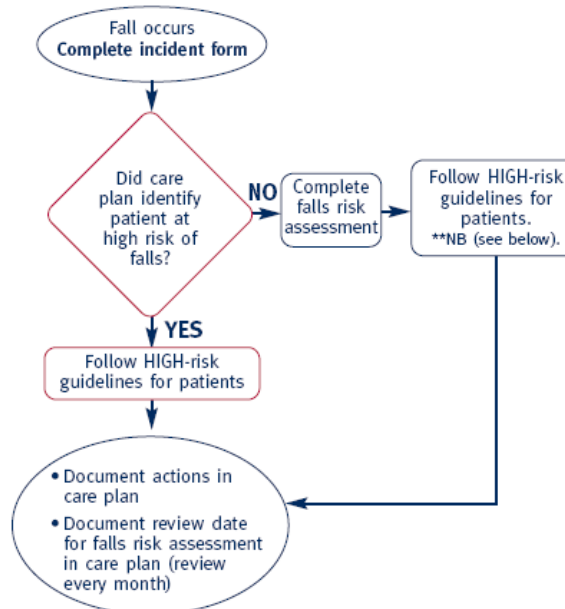 Fall occurs
Complete incident form
Did care
plan identify
patient at
high risk of
falls?
NO
Complete
falls risk
assessment
Follow HIGH-risk
guidelines for
patients.
**NB (see below).
YES
Follow HIGH-risk
guidelines for patients
• Document actions in
care plan
• Document review date
for falls risk assessment
in care plan (review
every month)